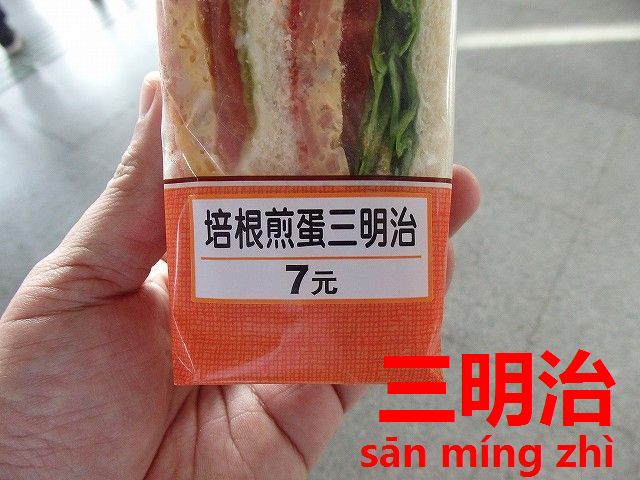 培根煎蛋三明治
7元
三明治
sān míng zhì